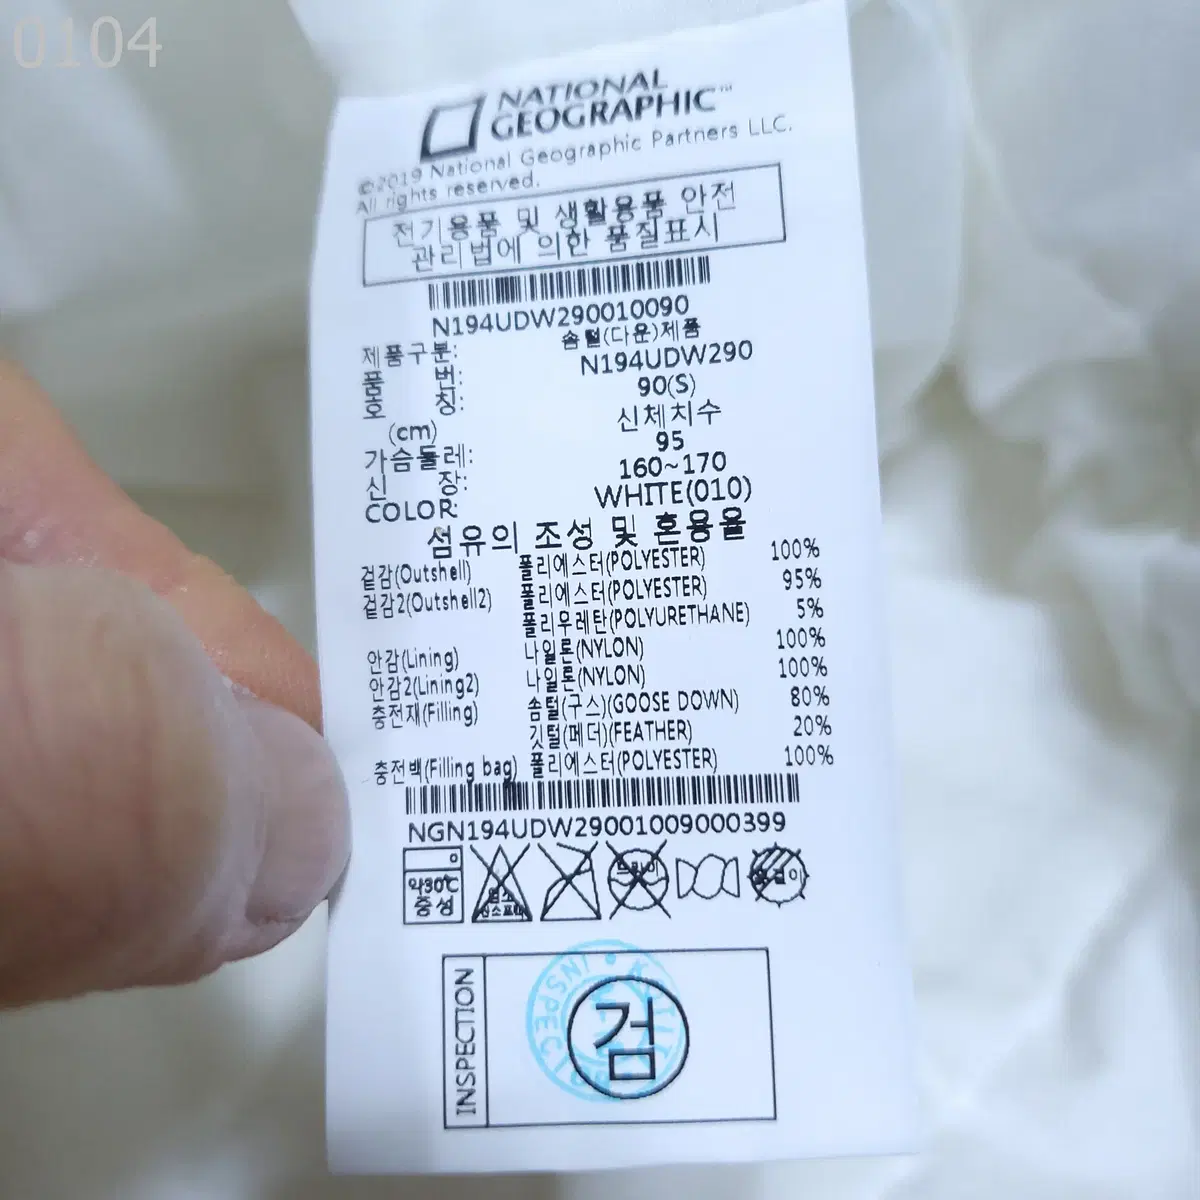 0104
NATIONAL
GEOGRAPHIC™
©2019 National Geographic Partners LLC.
All rights reserved.
전기용품 및 생활용품 안전
관리법에 의한 품질표시
N194UDW290010090
제품구분: 솜털(다운)제품
품 번: N194UDW290
호 칭: 90(S)
(cm) 신체치수
가슴둘레: 95
신 장: 160~170
COLOR: WHITE(010)
섬유의 조성 및 혼용율
겉감(Outshell) 폴리에스터(POLYESTER) 100%
겉감2(Outshell2) 폴리에스터(POLYESTER) 95%
폴리우레탄(POLYURETHANE) 5%
안감(Lining) 나일론(NYLON) 100%
안감2(Lining2) 나일론(NYLON) 100%
충전재(Filling) 솜털(구스)(GOOSE DOWN) 80%
깃털(페더)(FEATHER) 20%
충전백(Filling bag) 폴리에스터(POLYESTER) 100%
NGN194UDW29001009000399
약30℃
중성
드라이
INSPECTION
검